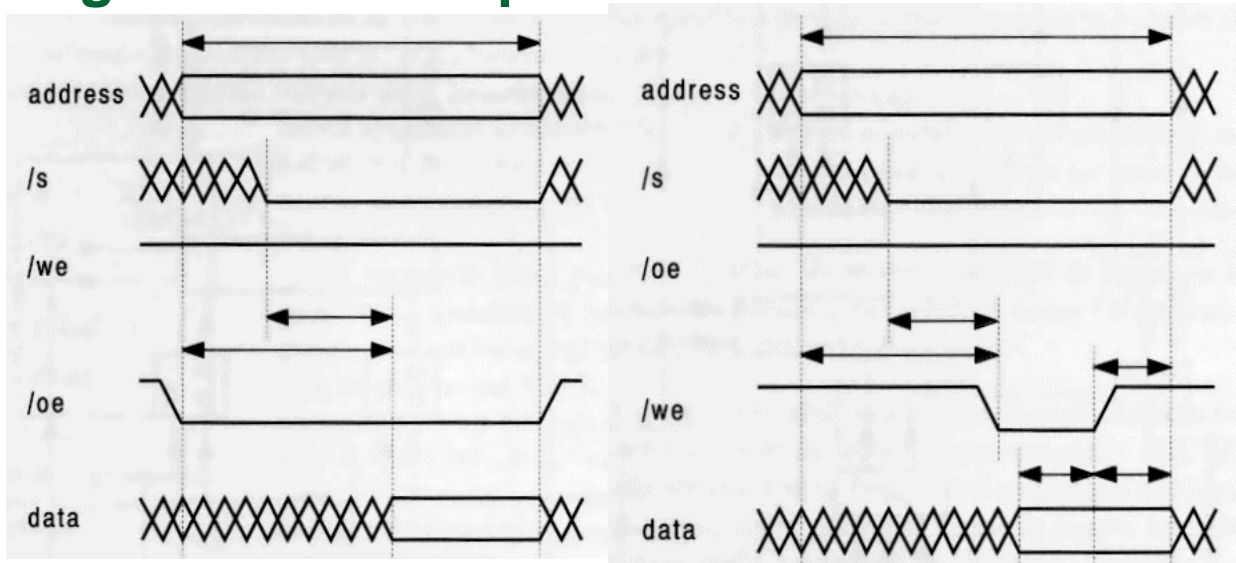 address
/s
/we
/oe
data
address
/s
/oe
/we
data